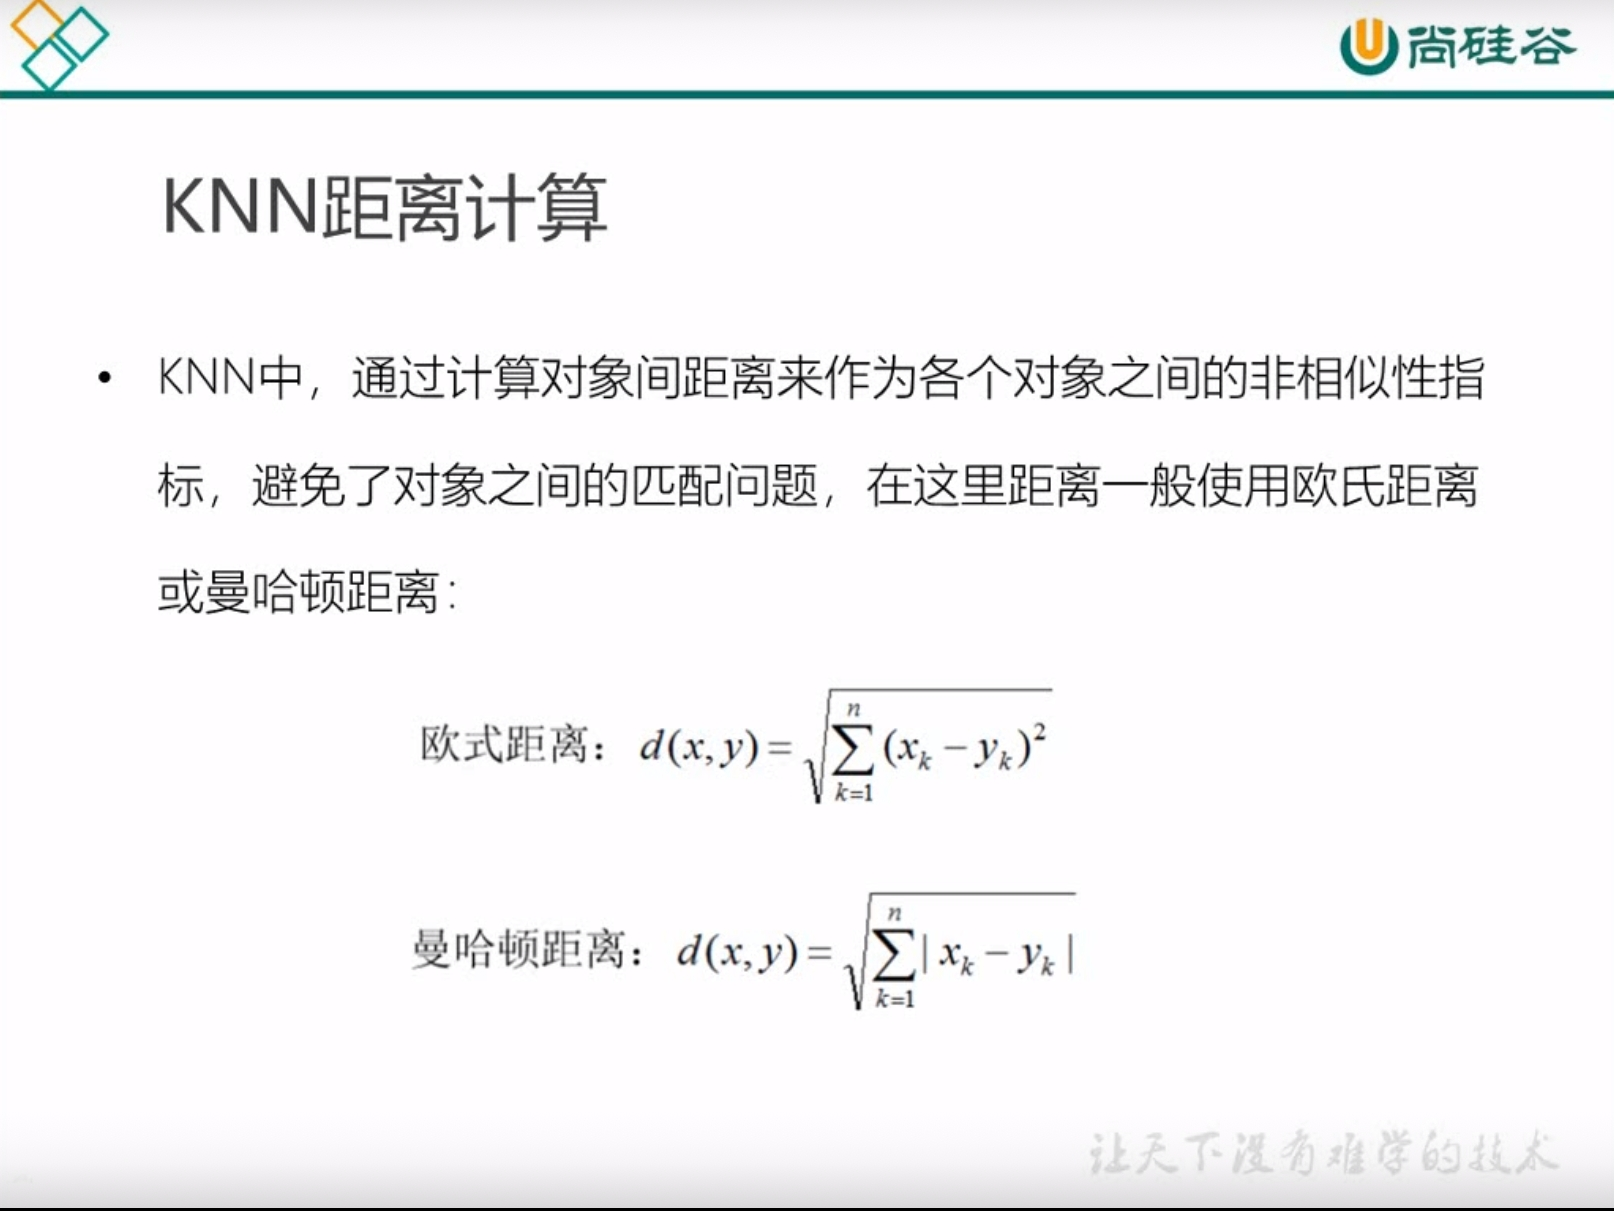 尚硅谷
KNN距离计算
• KNN中，通过计算对象间距离来作为各个对象之间的非相似性指
标，避免了对象之间的匹配问题，在这里距离一般使用欧氏距离
或曼哈顿距离：
欧式距离：d(x,y)=√(∑_{k=1}^{n}(x_k−y_k)²)
曼哈顿距离：d(x,y)=√(∑_{k=1}^{n}|x_k−y_k|)
让天下没有难学的技术